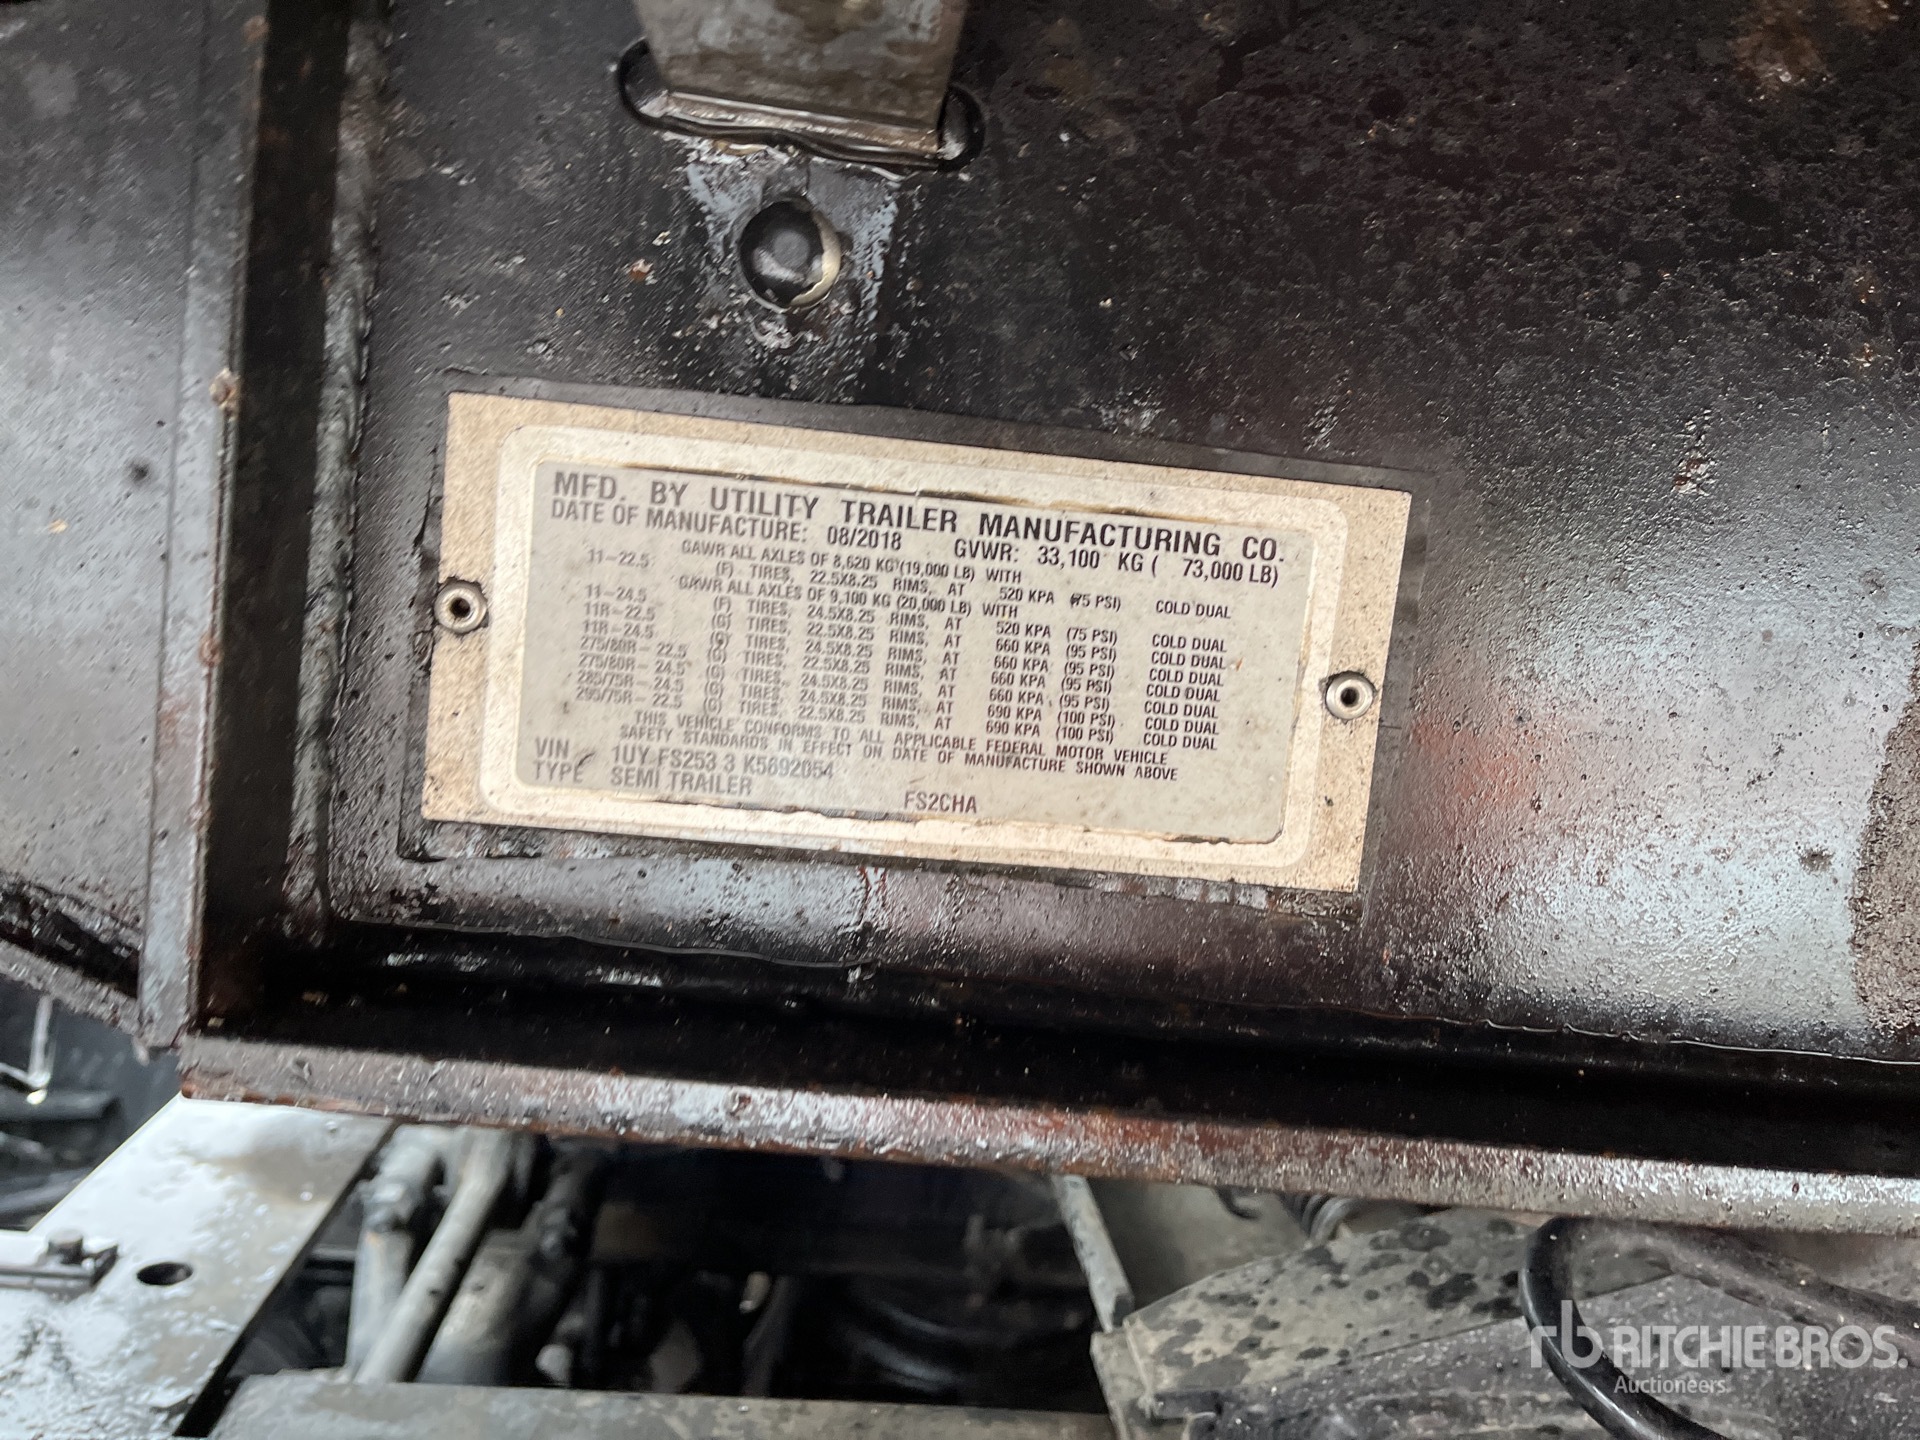 MFD. BY UTILITY TRAILER MANUFACTURING CO.
DATE OF MANUFACTURE: 08/2018 GVWR: 33,100 KG ( 73,000 LB)
GAWR ALL AXLES OF 8,620 KG (19,000 LB) WITH
11-22.5 (F) TIRES, 22.5X8.25 RIMS, AT 520 KPA (75 PSI) COLD DUAL
GAWR ALL AXLES OF 9,100 KG (20,000 LB) WITH
11-24.5 (F) TIRES, 24.5X8.25 RIMS, AT 520 KPA (75 PSI) COLD DUAL
11R-22.5 (G) TIRES, 22.5X8.25 RIMS, AT 660 KPA (95 PSI) COLD DUAL
11R-24.5 (G) TIRES, 24.5X8.25 RIMS, AT 660 KPA (95 PSI) COLD DUAL
275/80R-22.5 (G) TIRES, 22.5X8.25 RIMS, AT 660 KPA (95 PSI) COLD DUAL
275/80R-24.5 (G) TIRES, 24.5X8.25 RIMS, AT 660 KPA (95 PSI) COLD DUAL
285/75R-24.5 (G) TIRES, 24.5X8.25 RIMS, AT 690 KPA (100 PSI) COLD DUAL
295/75R-22.5 (G) TIRES, 22.5X8.25 RIMS, AT 690 KPA (100 PSI) COLD DUAL
THIS VEHICLE CONFORMS TO ALL APPLICABLE FEDERAL MOTOR VEHICLE
SAFETY STANDARDS IN EFFECT ON DATE OF MANUFACTURE SHOWN ABOVE
VIN 1UY FS253 3 K5692054
TYPE SEMI TRAILER FS2CHA
rb RITCHIE BROS.
Auctioneers